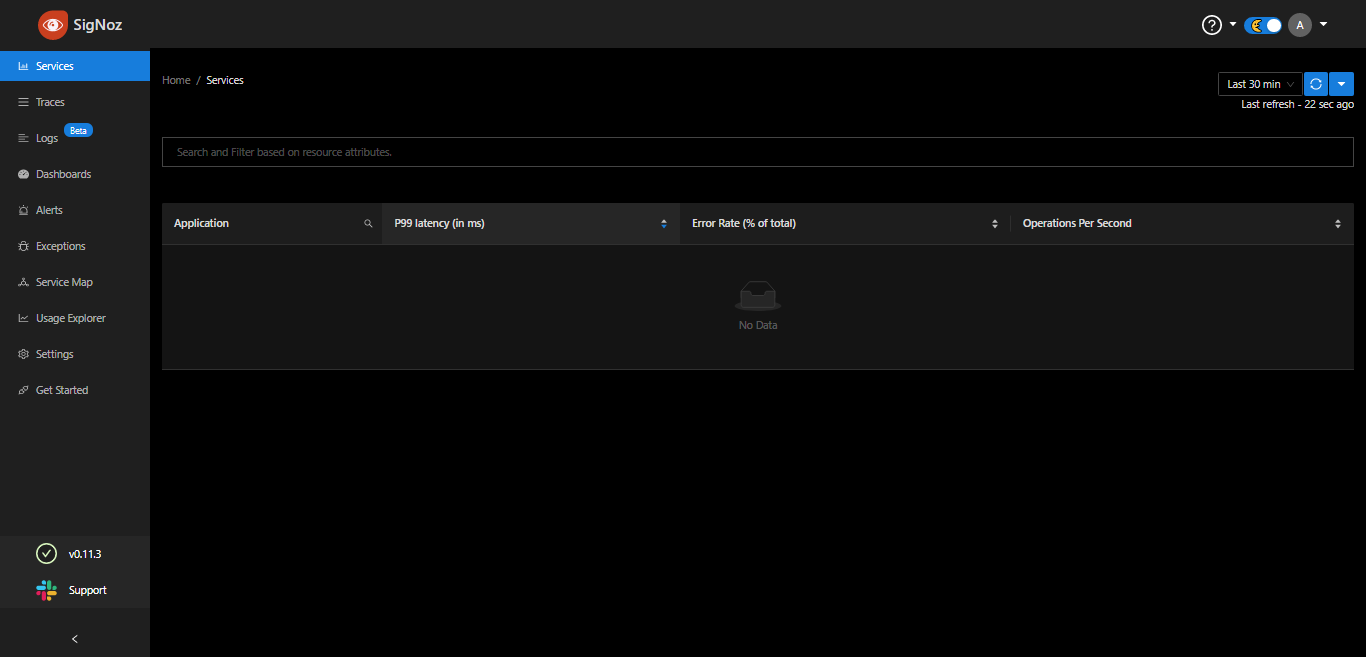 SigNoz
A
Services
Traces
Logs Beta
Dashboards
Alerts
Exceptions
Service Map
Usage Explorer
Settings
Get Started
v0.11.3
Support
Home / Services
Last 30 min
Last refresh - 22 sec ago
Search and Filter based on resource attributes.
Application P99 latency (in ms) Error Rate (% of total) Operations Per Second
No Data